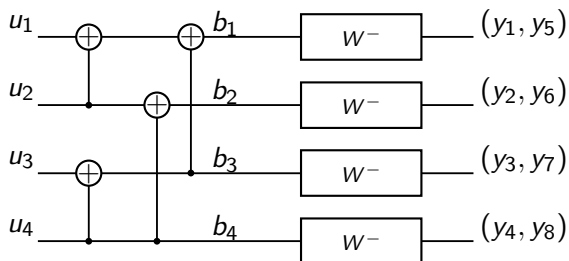 u₁ b₁ W⁻ (y₁, y₅)
u₂ b₂ W⁻ (y₂, y₆)
u₃ b₃ W⁻ (y₃, y₇)
u₄ b₄ W⁻ (y₄, y₈)